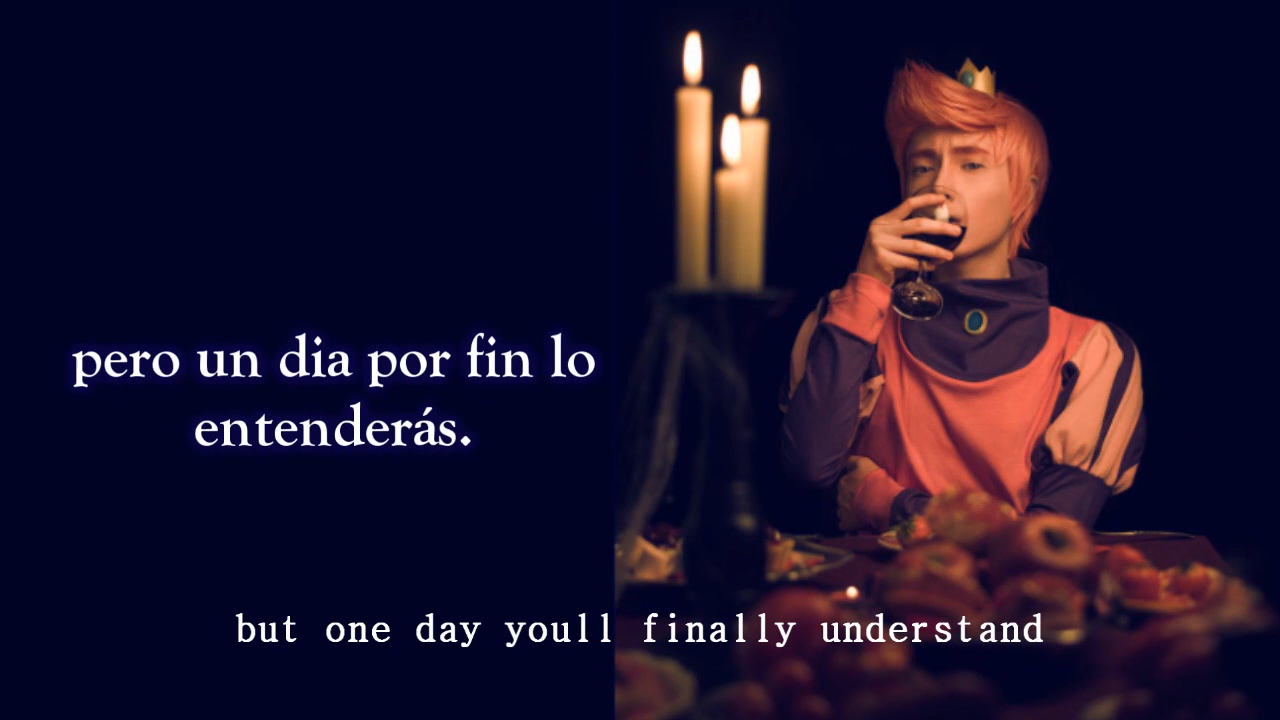 pero un dia por fin lo
entenderás.
but one day youll finally understand